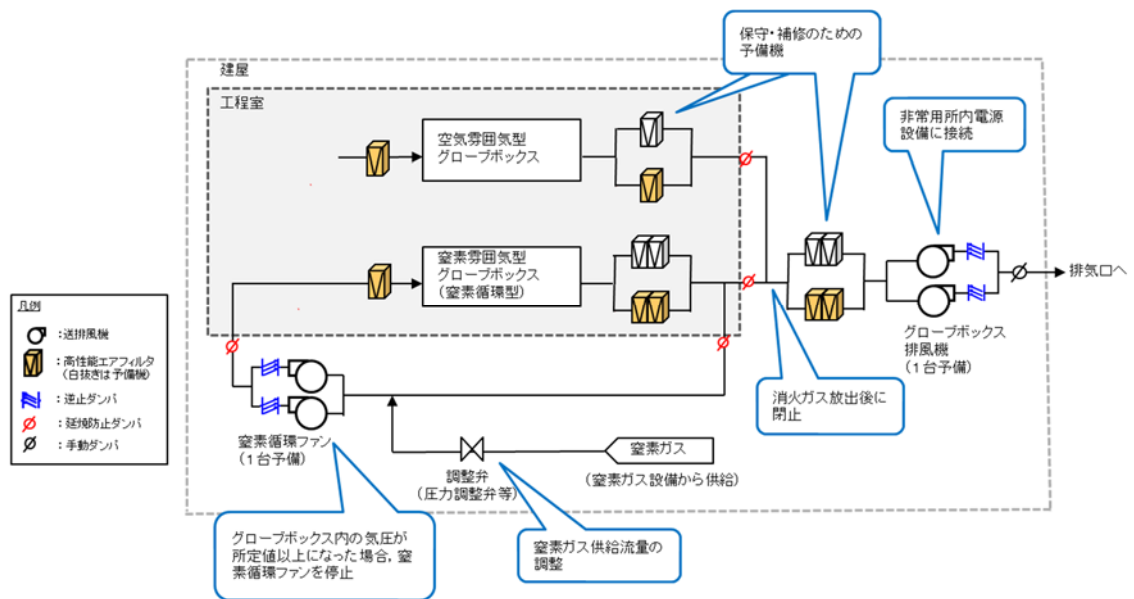 保守・補修のための
予備機
建屋
工程室
非常用所内電源
設備に接続
空気雰囲気型
グローブボックス
窒素雰囲気型
グローブボックス
(窒素循環型)
排気口へ
グローブボックス
排風機
(1台予備)
凡例
：送排風機
：高性能エアフィルタ
(白抜きは予備機)
：逆止ダンパ
：延焼防止ダンパ
：手動ダンパ
消火ガス放出後に
閉止
窒素循環ファン
(1台予備)
調整弁
(圧力調整弁等)
窒素ガス
(窒素ガス設備から供給)
グローブボックス内の気圧が
所定値以上になった場合，窒
素循環ファンを停止
窒素ガス供給流量の
調整